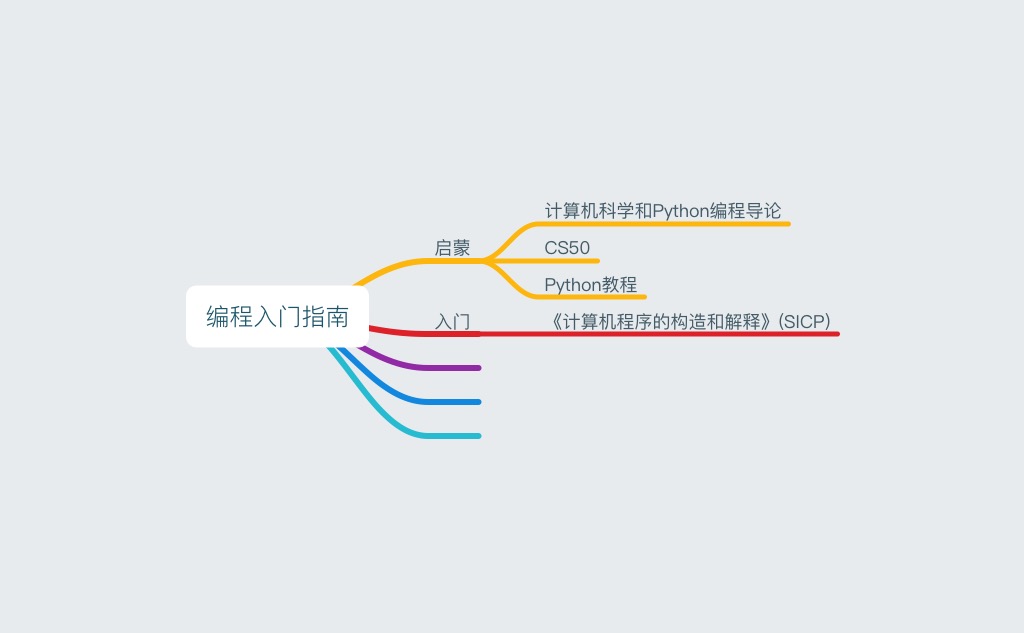 编程入门指南
启蒙
计算机科学和Python编程导论
CS50
Python教程
入门
《计算机程序的构造和解释》(SICP)